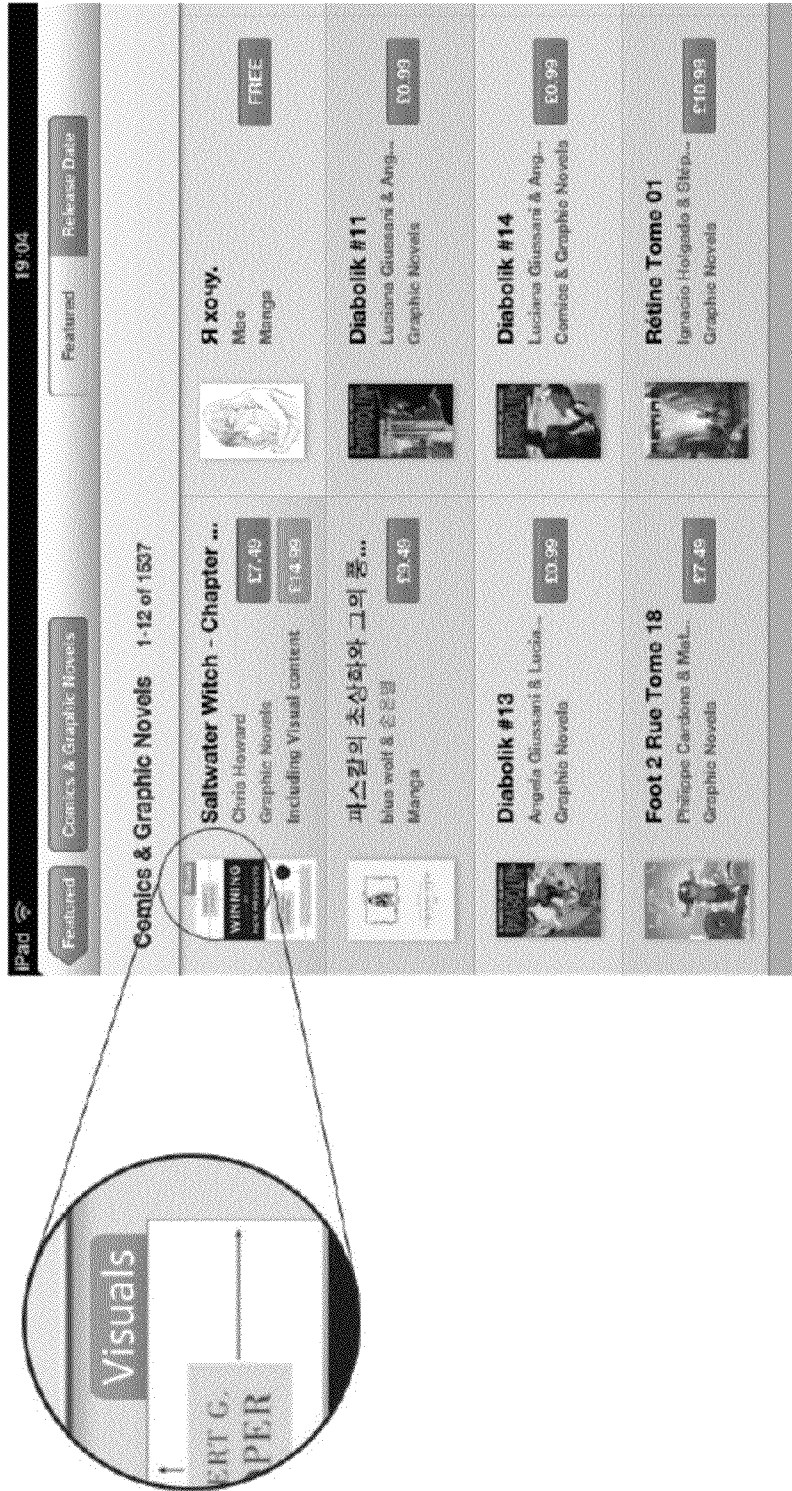 iPad
19:04
Featured
Comics & Graphic Novels
Featured
Release Date
Comics & Graphic Novels 1-12 of 1537
WINNING
Saltwater Witch - Chapter ...
Chris Howard
Graphic Novels
Including Visual content
£7.49
£14.99
Я хочу.
Mae
Manga
FREE
파스칼의 초상화와 그의 풍...
blue wolf & 손은영
Manga
£9.49
Diabolik #11
Luciana Giussani & Ang...
Graphic Novels
£0.99
Diabolik #13
Angela Giussani & Lucia...
Graphic Novels
£0.99
Diabolik #14
Luciana Giussani & Ang...
Comics & Graphic Novels
£0.99
Foot 2 Rue Tome 18
Philippe Cardona & Mat...
Graphic Novels
£7.49
Rétine Tome 01
Ignacio Holgado & Step...
Graphic Novels
£10.99
Visuals
ERT G.
PER